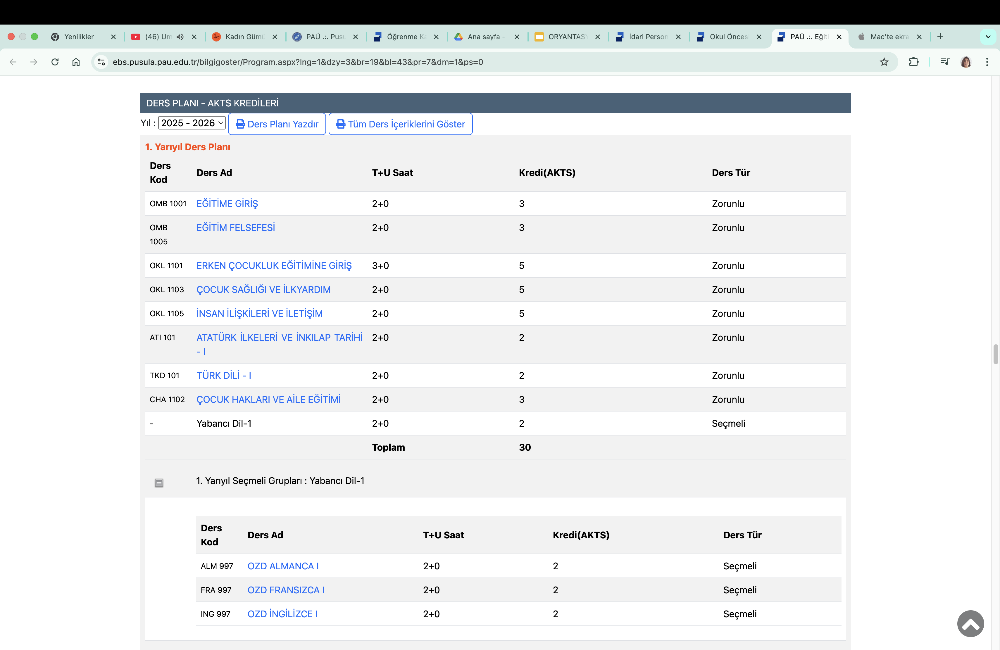 Yenilikler
(46) Um
Kadın Gümü
PAÜ .:. Pusu
Öğrenme Ka
Ana sayfa -
ORYANTASY
İdari Person
Okul Öncesi
PAÜ .:. Eğiti
Mac'te ekra
ebs.pusula.pau.edu.tr/bilgigoster/Program.aspx?lng=1&dzy=3&br=19&bl=43&pr=7&dm=1&ps=0
DERS PLANI - AKTS KREDİLERİ
Yıl : 2025 - 2026 Ders Planı Yazdır Tüm Ders İçeriklerini Göster
1. Yarıyıl Ders Planı
Ders Kod Ders Ad T+U Saat Kredi(AKTS) Ders Tür
OMB 1001 EĞİTİME GİRİŞ 2+0 3 Zorunlu
OMB 1005 EĞİTİM FELSEFESİ 2+0 3 Zorunlu
OKL 1101 ERKEN ÇOCUKLUK EĞİTİMİNE GİRİŞ 3+0 5 Zorunlu
OKL 1103 ÇOCUK SAĞLIĞI VE İLKYARDIM 2+0 5 Zorunlu
OKL 1105 İNSAN İLİŞKİLERİ VE İLETİŞİM 2+0 5 Zorunlu
ATI 101 ATATÜRK İLKELERİ VE İNKILAP TARİHİ - I 2+0 2 Zorunlu
TKD 101 TÜRK DİLİ - I 2+0 2 Zorunlu
CHA 1102 ÇOCUK HAKLARI VE AİLE EĞİTİMİ 2+0 3 Zorunlu
- Yabancı Dil-1 2+0 2 Seçmeli
Toplam 30
1. Yarıyıl Seçmeli Grupları : Yabancı Dil-1
Ders Kod Ders Ad T+U Saat Kredi(AKTS) Ders Tür
ALM 997 OZD ALMANCA I 2+0 2 Seçmeli
FRA 997 OZD FRANSIZCA I 2+0 2 Seçmeli
ING 997 OZD İNGİLİZCE I 2+0 2 Seçmeli